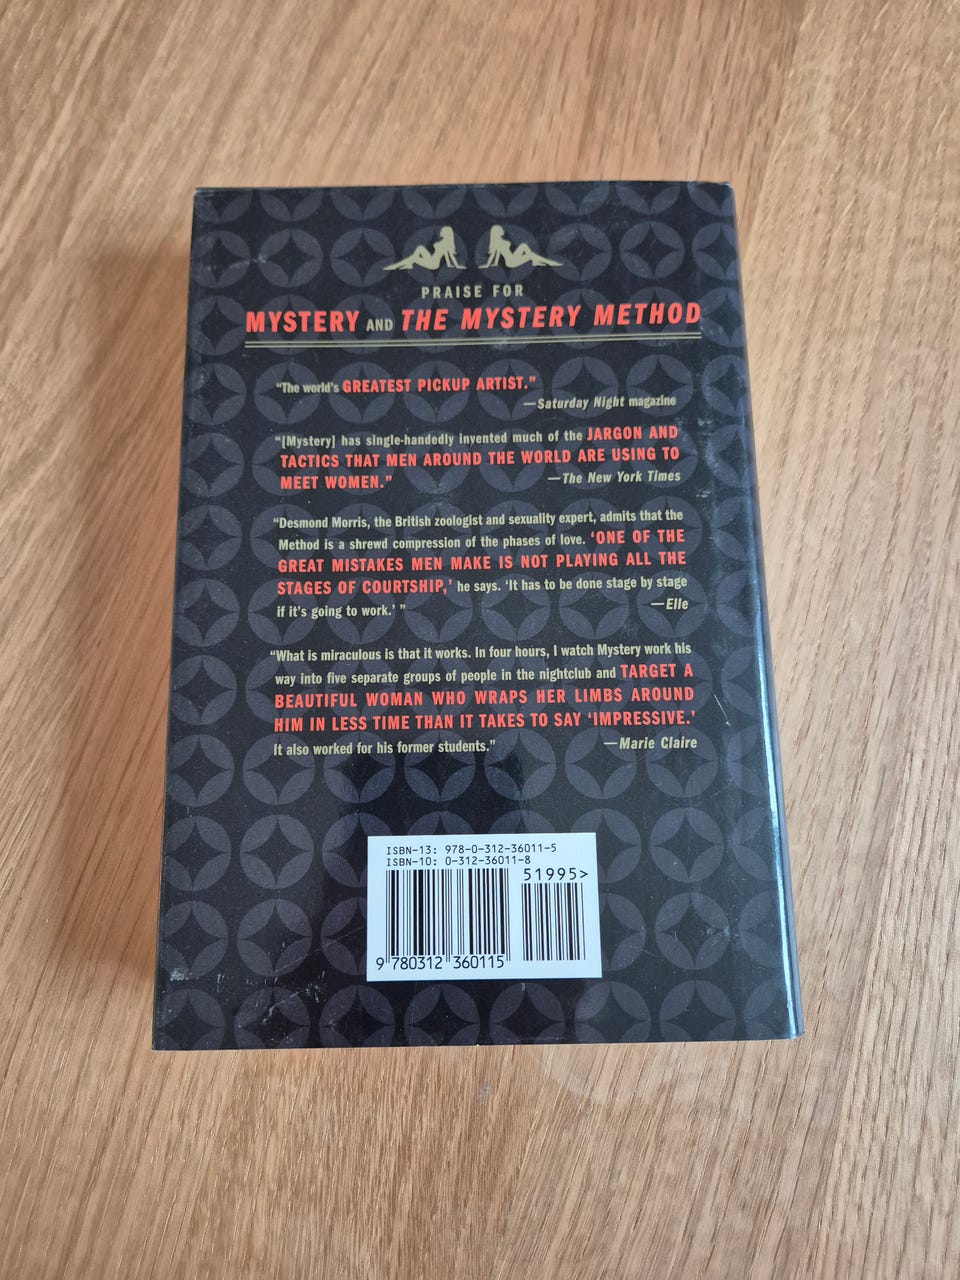 PRAISE FOR
MYSTERY AND THE MYSTERY METHOD
“The world's GREATEST PICKUP ARTIST.”
—Saturday Night magazine
“[Mystery] has single-handedly invented much of the JARGON AND
TACTICS THAT MEN AROUND THE WORLD ARE USING TO
MEET WOMEN.” —The New York Times
“Desmond Morris, the British zoologist and sexuality expert, admits that the
Method is a shrewd compression of the phases of love. ‘ONE OF THE
GREAT MISTAKES MEN MAKE IS NOT PLAYING ALL THE
STAGES OF COURTSHIP,’ he says. ‘It has to be done stage by stage
if it's going to work.’ ” —Elle
“What is miraculous is that it works. In four hours, I watch Mystery work his
way into five separate groups of people in the nightclub and TARGET A
BEAUTIFUL WOMAN WHO WRAPS HER LIMBS AROUND
HIM IN LESS TIME THAN IT TAKES TO SAY ‘IMPRESSIVE.’
It also worked for his former students.” —Marie Claire
ISBN-13: 978-0-312-36011-5
ISBN-10: 0-312-36011-8
51995>
9 780312 360115